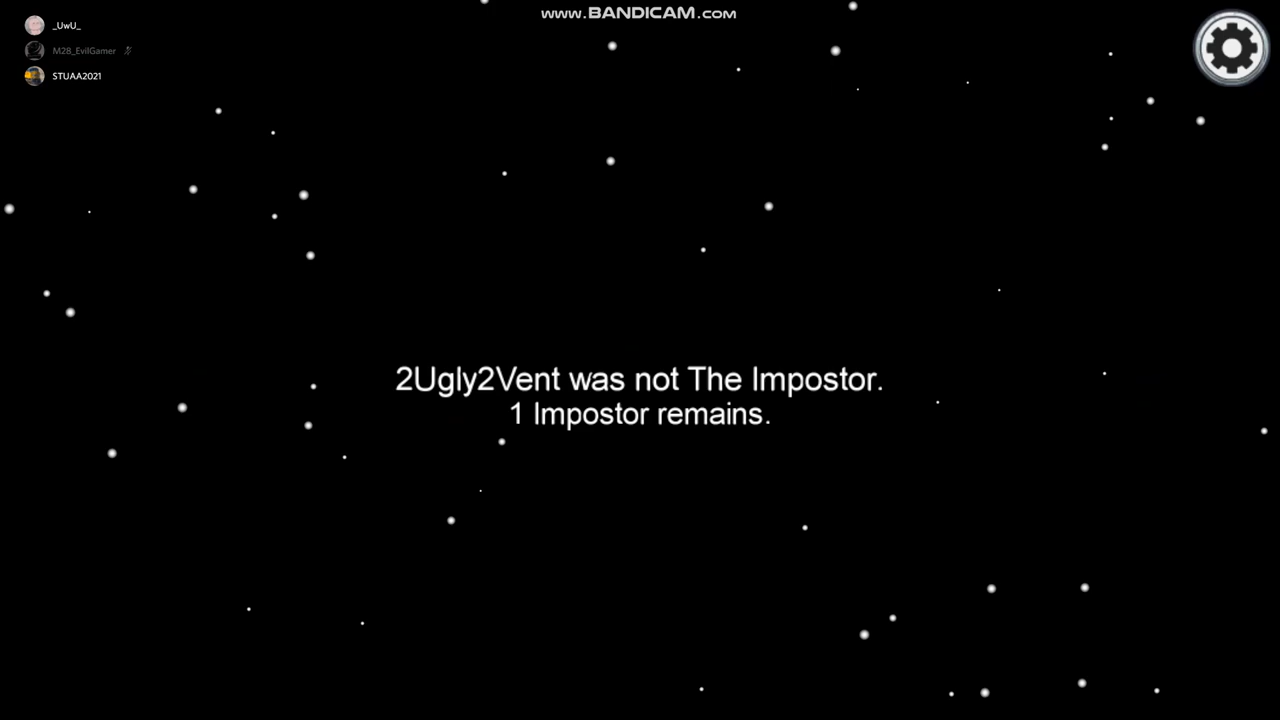 www.BANDICAM.com
_UwU_
M28_EvilGamer
STUAA2021
2Ugly2Vent was not The Impostor.
1 Impostor remains.